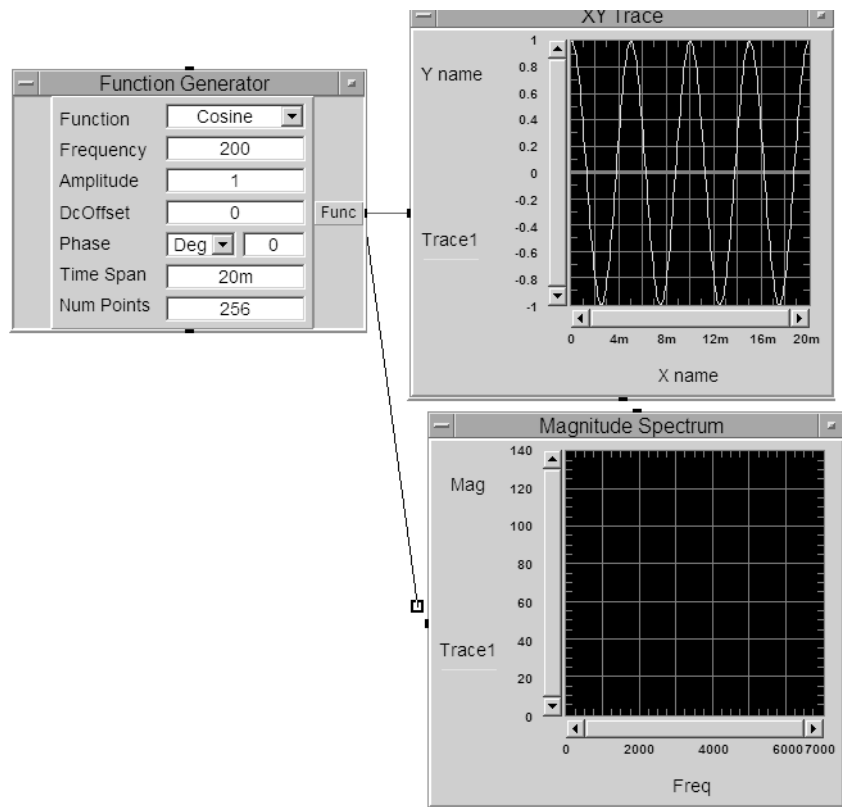 Function Generator
Function Cosine
Frequency 200
Amplitude 1
DcOffset 0
Phase Deg 0
Time Span 20m
Num Points 256
Func
XY Trace
Y name
Trace1
1
0.8
0.6
0.4
0.2
0
-0.2
-0.4
-0.6
-0.8
-1
0 4m 8m 12m 16m 20m
X name
Magnitude Spectrum
Mag
Trace1
140
120
100
80
60
40
20
0
0 2000 4000 6000 7000
Freq